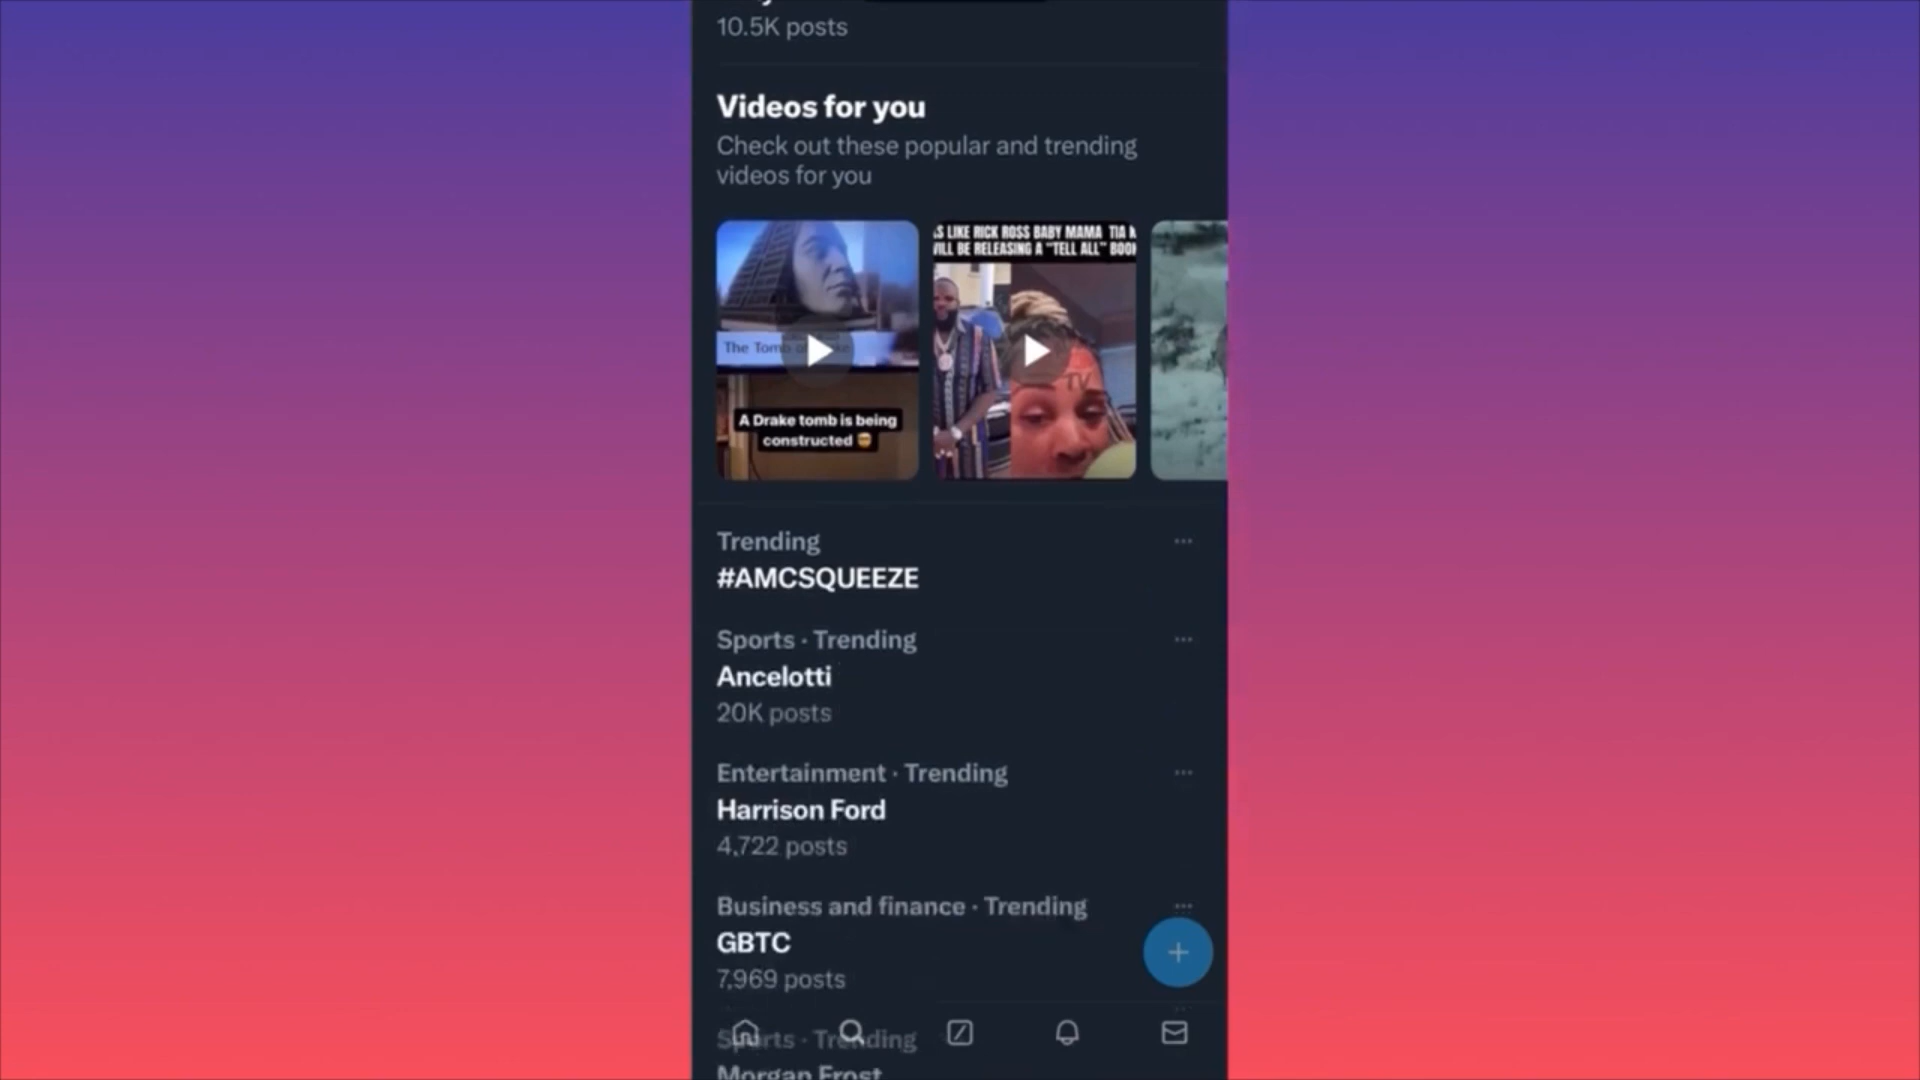 10.5K posts
Videos for you
Check out these popular and trending
videos for you
S LIKE RICK ROSS BABY MAMA TIA
BE RELEASING A "TELL ALL"
The Tomb
TV
A Drake tomb is being
constructed
Trending
#AMCSQUEEZE
Sports · Trending
Ancelotti
20K posts
Entertainment · Trending
Harrison Ford
4,722 posts
Business and finance · Trending
GBTC
7,969 posts
Sports · Trending
Morgan Frost